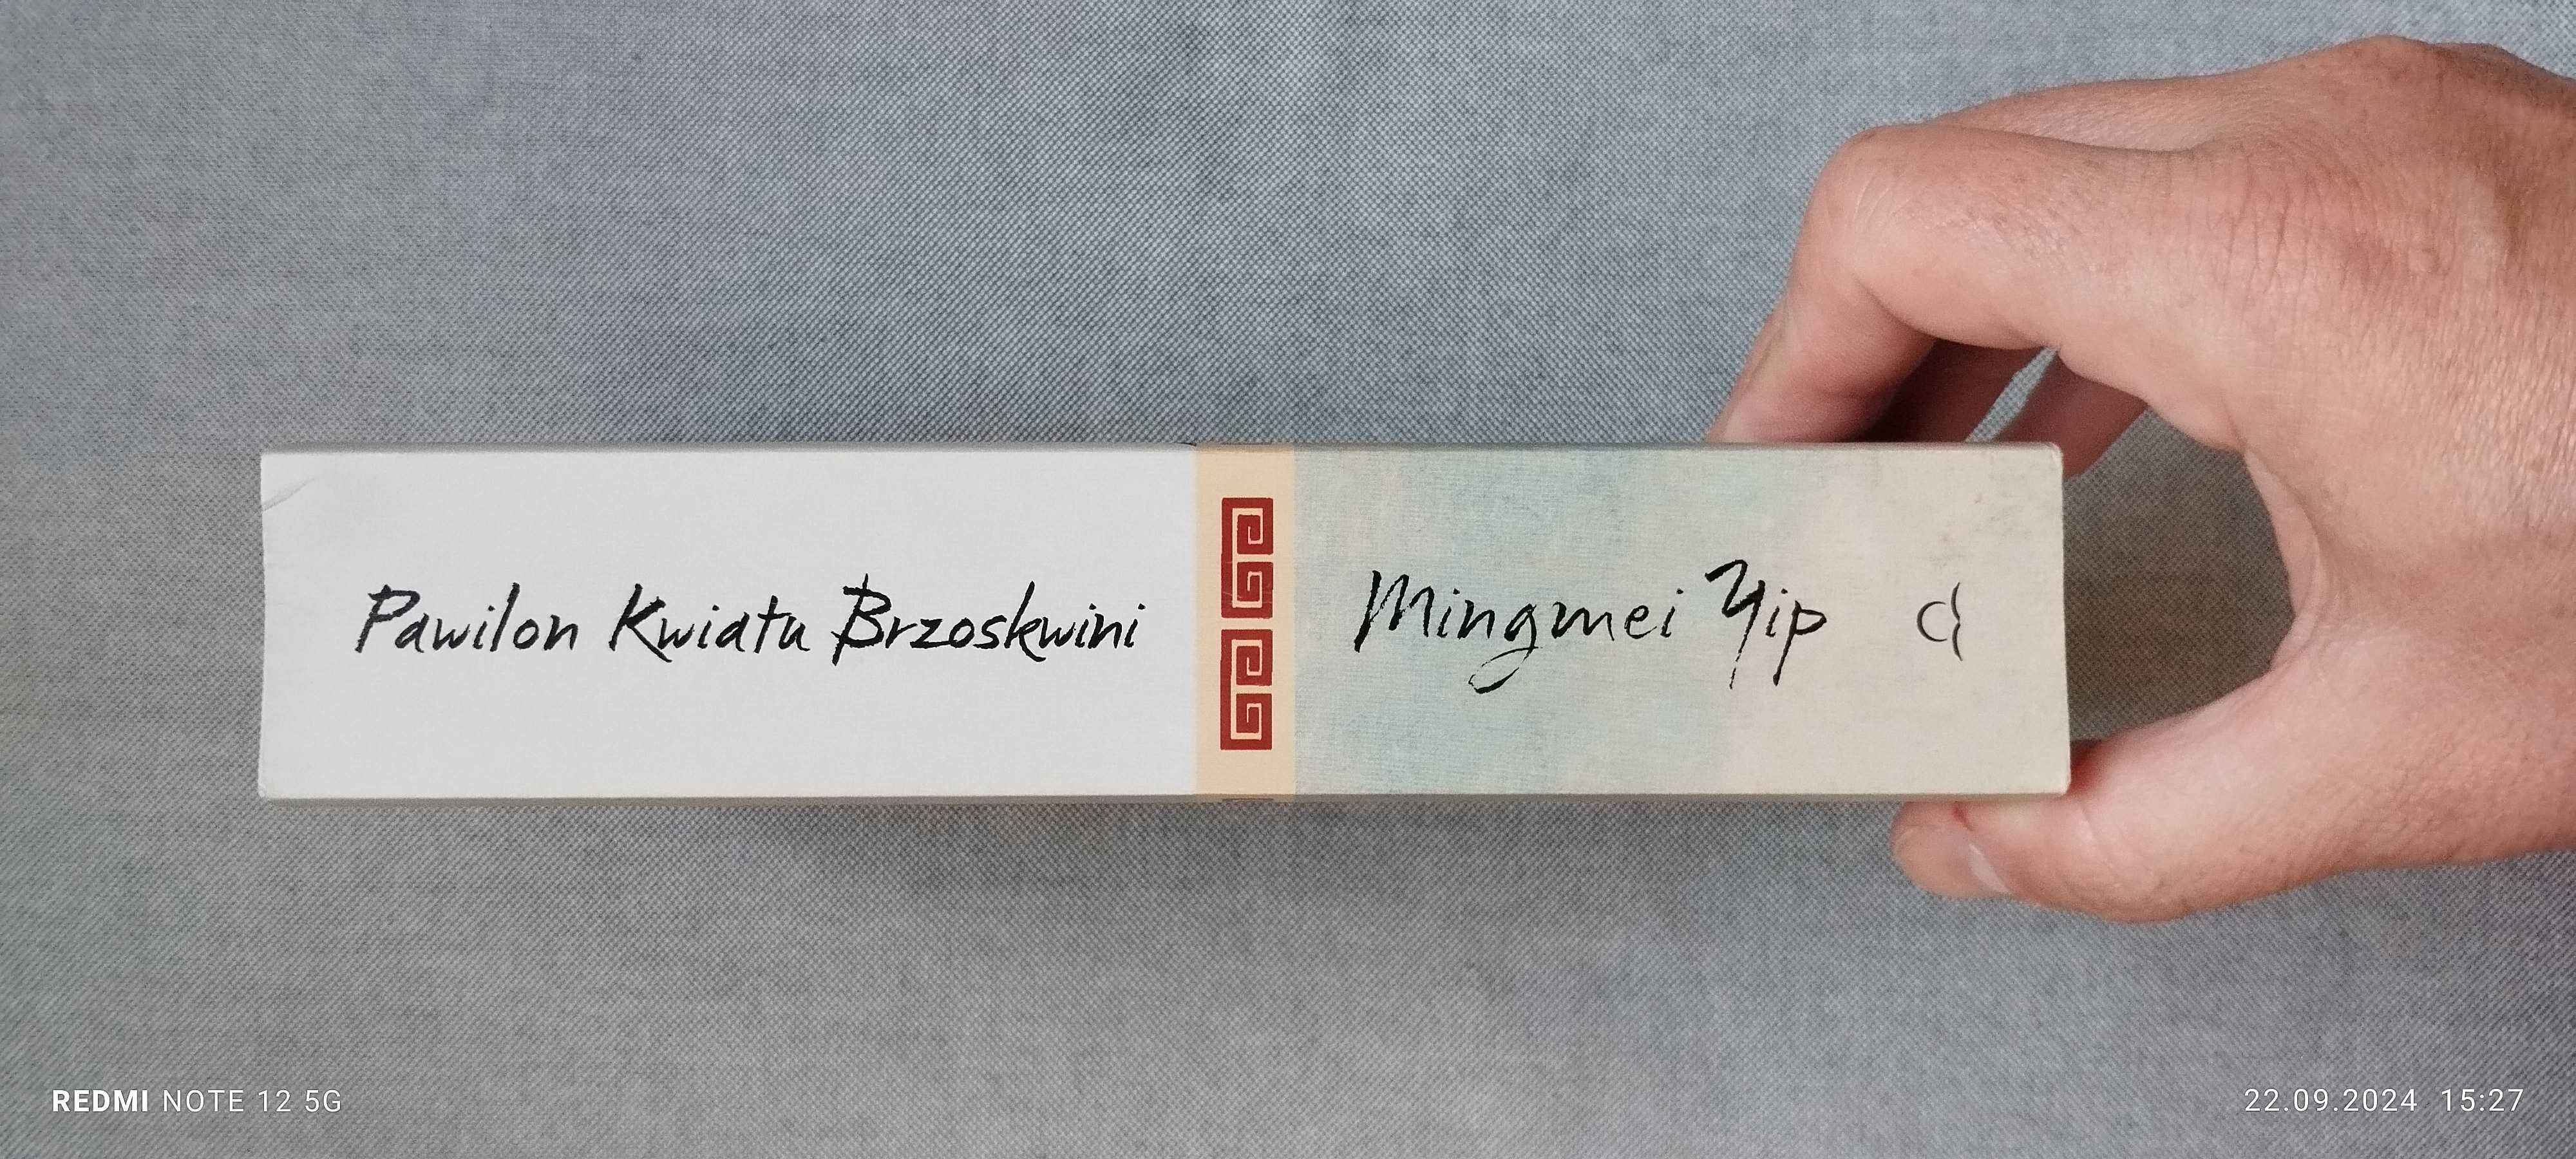 Pawilon Kwiatu Brzoskwini Mingmei Yip
REDMI NOTE 12 5G
22.09.2024 15:27